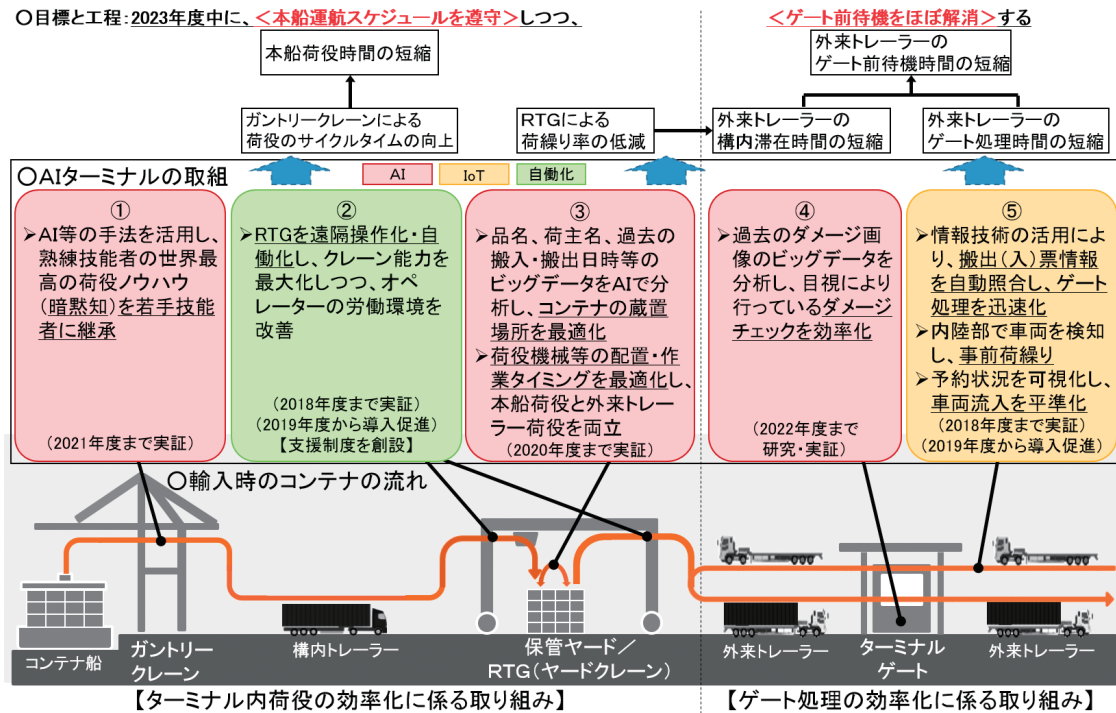 〇目標と工程：2023年度中に、＜本船運航スケジュールを遵守＞しつつ、
＜ゲート前待機をほぼ解消＞する
本船荷役時間の短縮
外来トレーラーの
ゲート前待機時間の短縮
ガントリークレーンによる
荷役のサイクルタイムの向上
RTGによる
荷繰り率の低減
外来トレーラーの
構内滞在時間の短縮
外来トレーラーの
ゲート処理時間の短縮
〇AIターミナルの取組
AI
IoT
自働化
①
➢AI等の手法を活用し、
熟練技能者の世界最
高の荷役ノウハウ
（暗黙知）を若手技能
者に継承
（2021年度まで実証）
②
➢RTGを遠隔操作化・自
働化し、クレーン能力を
最大化しつつ、オペ
レーターの労働環境を
改善
（2018年度まで実証）
（2019年度から導入促進）
【支援制度を創設】
③
➢品名、荷主名、過去の
搬入・搬出日時等の
ビッグデータをAIで分
析し、コンテナの蔵置
場所を最適化
➢荷役機械等の配置・作
業タイミングを最適化し、
本船荷役と外来トレー
ラー荷役を両立
（2020年度まで実証）
④
➢過去のダメージ画
像のビッグデータを
分析し、目視により
行っているダメージ
チェックを効率化
（2022年度まで
研究・実証）
⑤
➢情報技術の活用によ
り、搬出（入）票情報
を自動照合し、ゲート
処理を迅速化
➢内陸部で車両を検知
し、事前荷繰り
➢予約状況を可視化し、
車両流入を平準化
（2018年度まで実証）
（2019年度から導入促進）
〇輸入時のコンテナの流れ
コンテナ船
ガントリー
クレーン
構内トレーラー
保管ヤード／
RTG（ヤードクレーン）
外来トレーラー
ターミナル
ゲート
外来トレーラー
【ターミナル内荷役の効率化に係る取り組み】
【ゲート処理の効率化に係る取り組み】